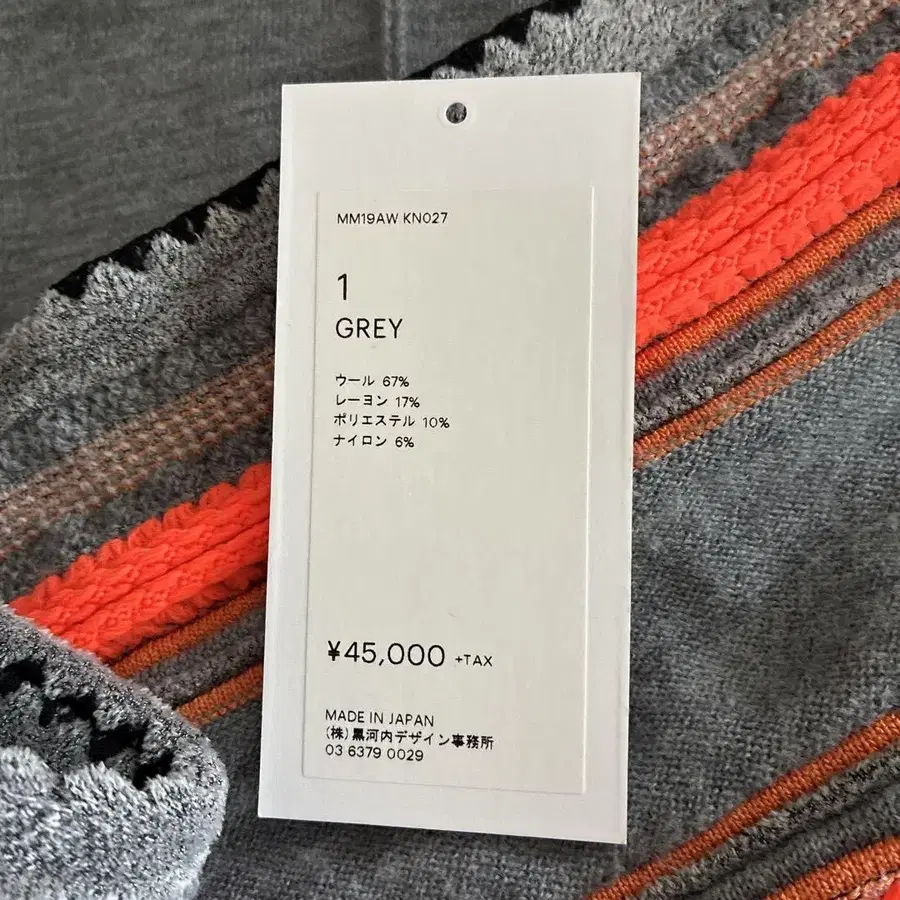 MM19AW KN027
1
GREY
ウール 67%
レーヨン 17%
ポリエステル 10%
ナイロン 6%
¥45,000 +TAX
MADE IN JAPAN
(株)黒河内デザイン事務所
03 6379 0029